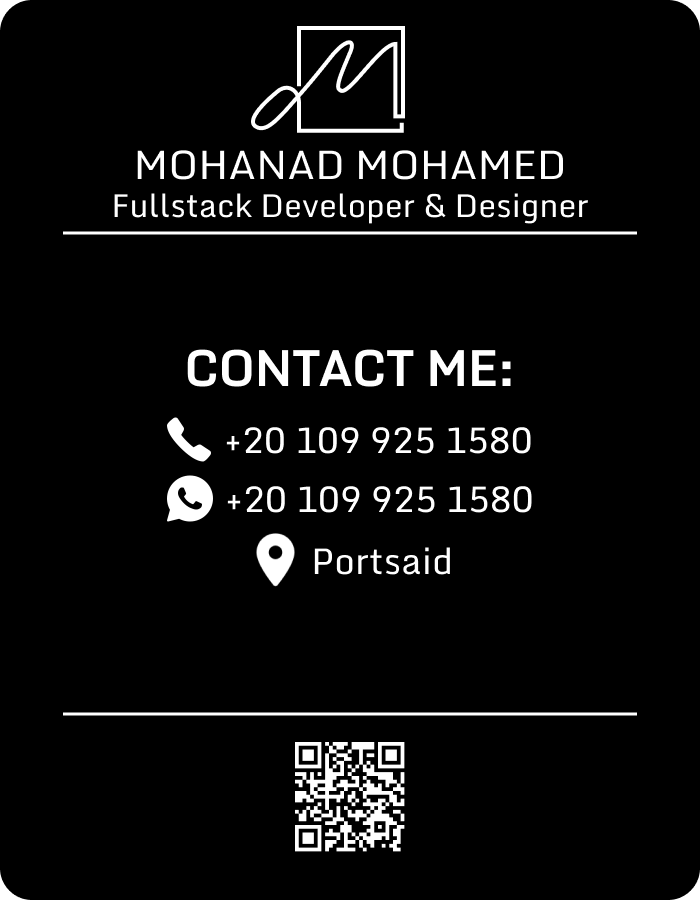 MOHANAD MOHAMED
Fullstack Developer & Designer
CONTACT ME:
+20 109 925 1580
+20 109 925 1580
Portsaid